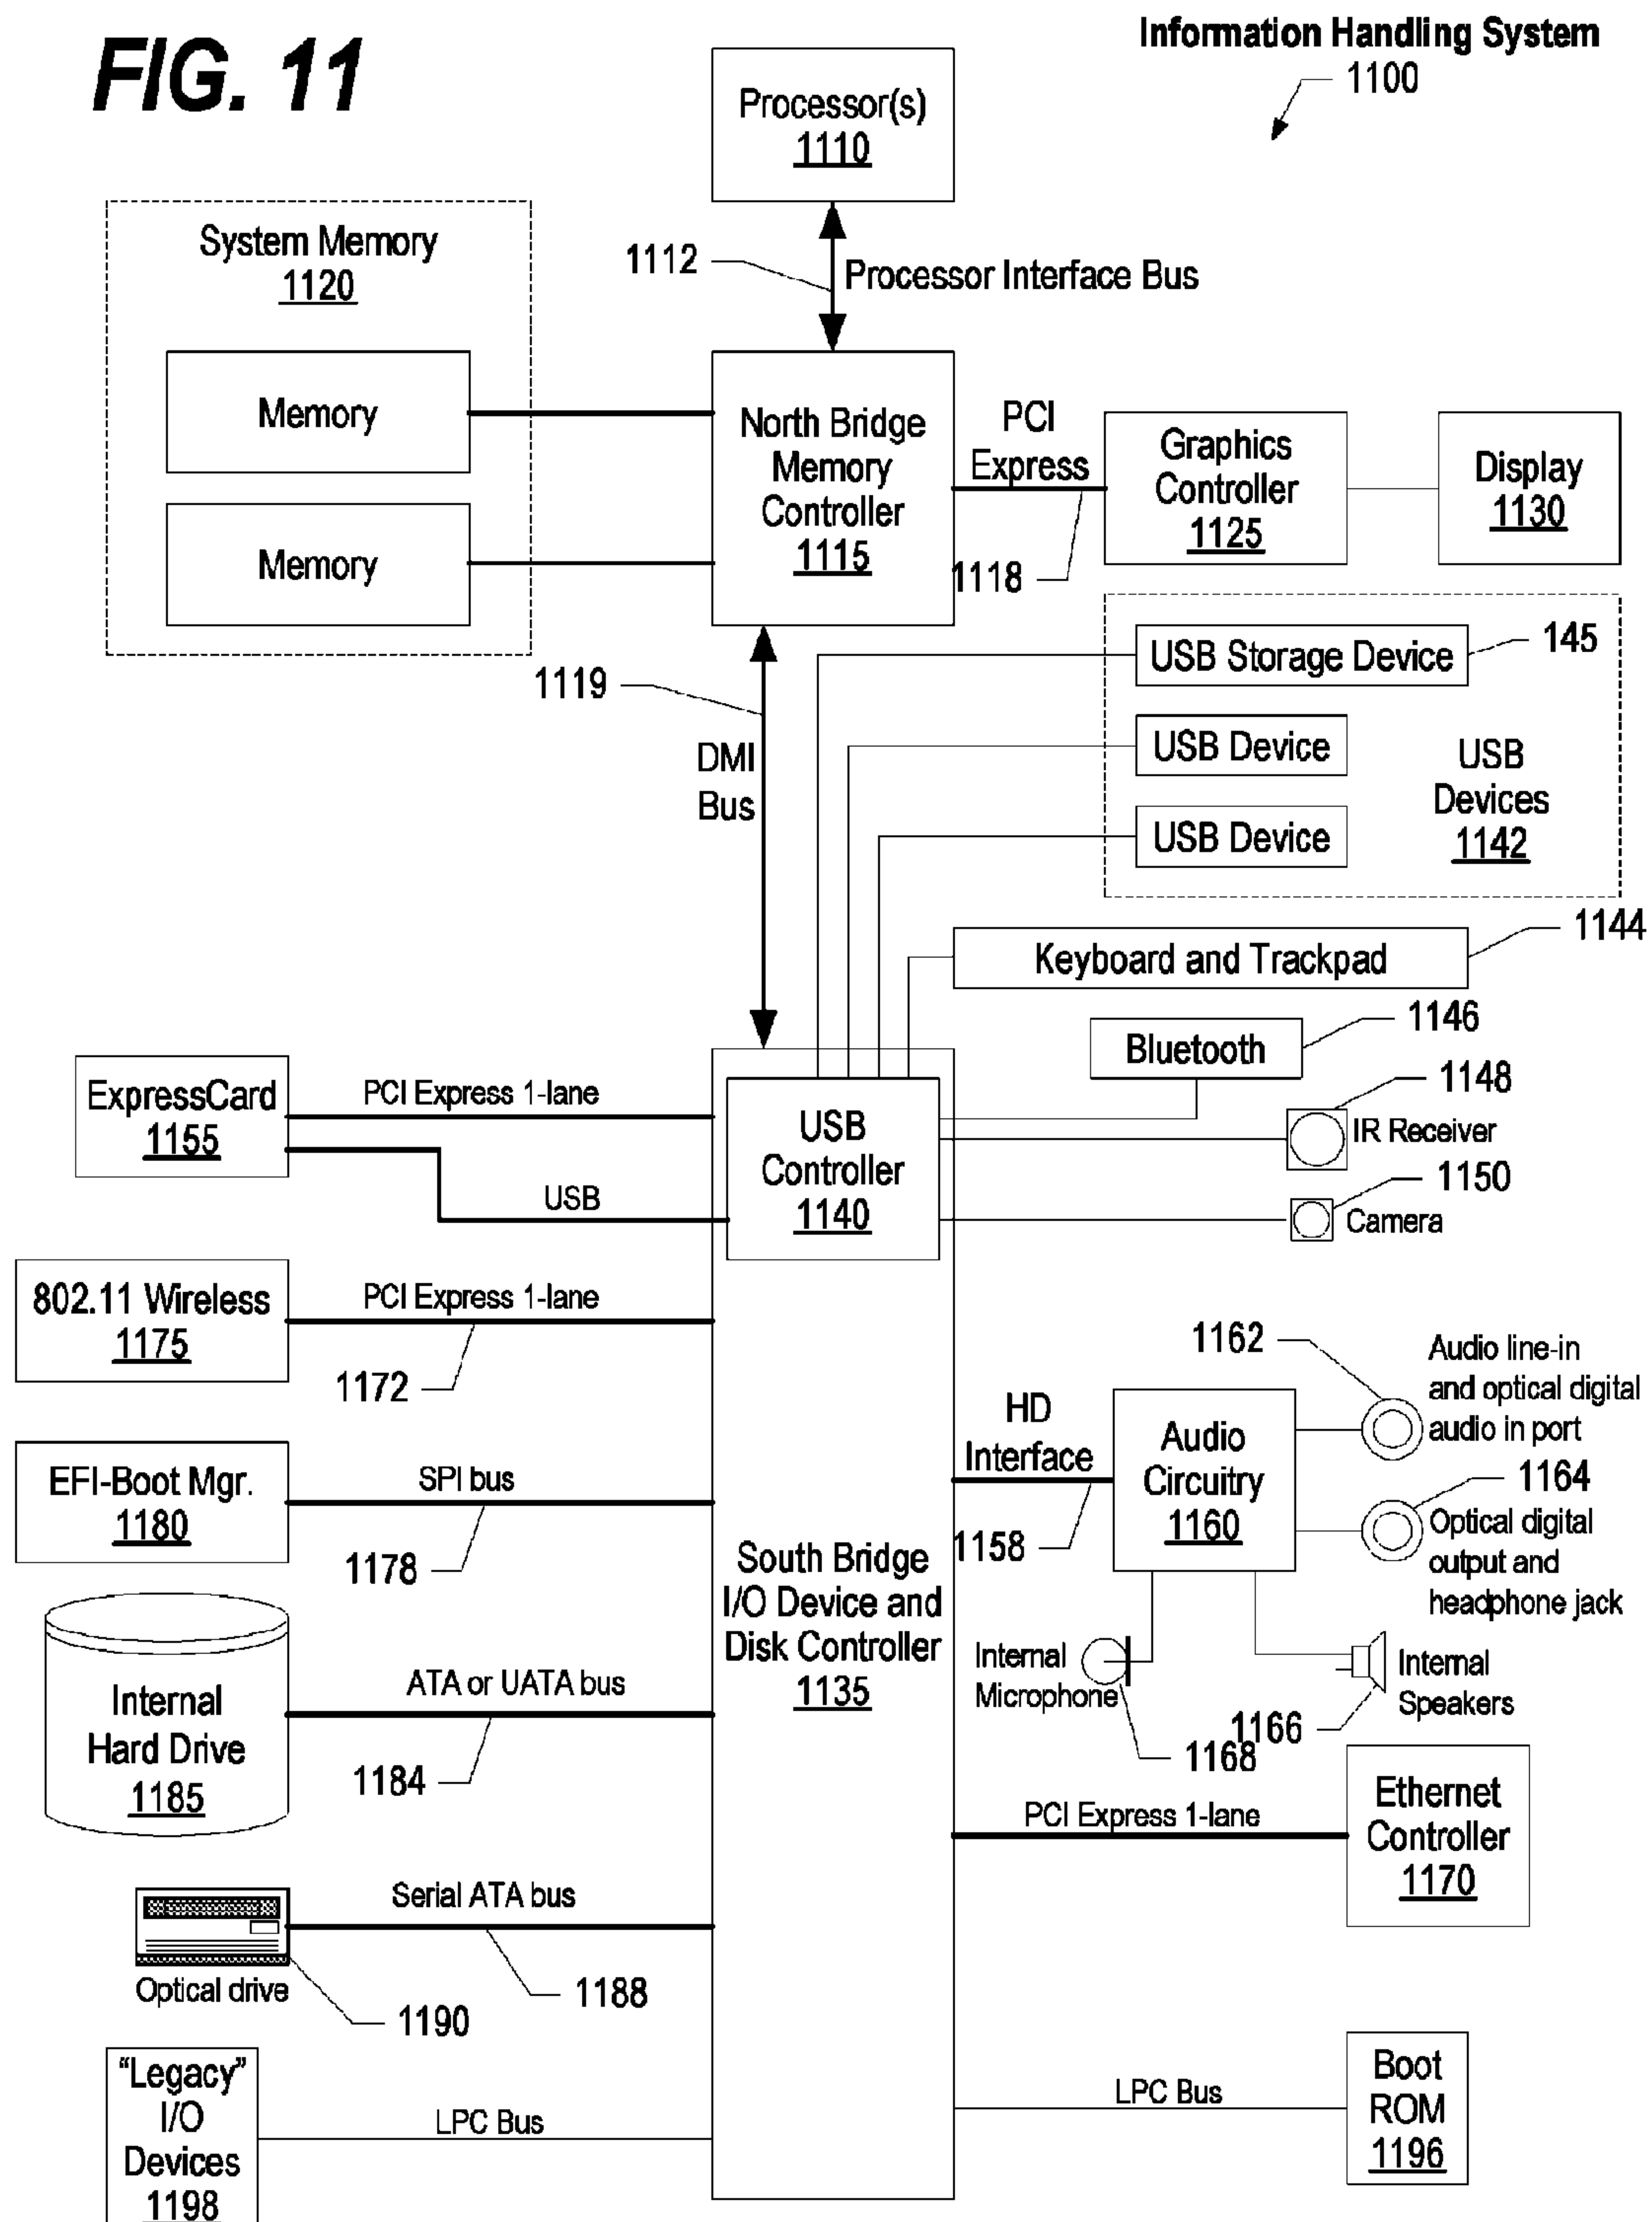 FIG. 11
Information Handling System
1100
Processor(s)
1110
System Memory
1120
1112
Processor Interface Bus
Memory
Memory
North Bridge
Memory
Controller
1115
PCI
Express
1118
Graphics
Controller
1125
Display
1130
1119
DMI
Bus
USB Storage Device
145
USB Device
USB Device
USB
Devices
1142
Keyboard and Trackpad
1144
Bluetooth
1146
1148
IR Receiver
1150
Camera
ExpressCard
1155
PCI Express 1-lane
USB
USB
Controller
1140
802.11 Wireless
1175
PCI Express 1-lane
1172
EFI-Boot Mgr.
1180
SPI bus
1178
HD
Interface
1158
Audio
Circuitry
1160
1162
Audio line-in
and optical digital
audio in port
1164
Optical digital
output and
headphone jack
Internal
Microphone
1168
1166
Internal
Speakers
South Bridge
I/O Device and
Disk Controller
1135
Internal
Hard Drive
1185
ATA or UATA bus
1184
PCI Express 1-lane
Ethernet
Controller
1170
Serial ATA bus
1188
Optical drive
1190
"Legacy"
I/O
Devices
1198
LPC Bus
LPC Bus
Boot
ROM
1196